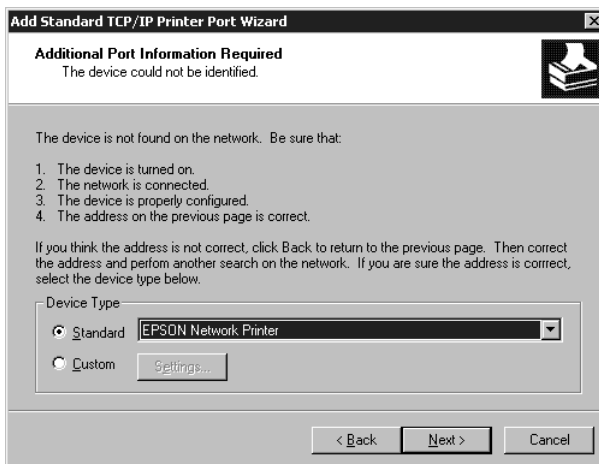 Add Standard TCP/IP Printer Port Wizard
Additional Port Information Required
The device could not be identified.
The device is not found on the network. Be sure that:
1. The device is turned on.
2. The network is connected.
3. The device is properly configured.
4. The address on the previous page is correct.
If you think the address is not correct, click Back to return to the previous page. Then correct
the address and perfom another search on the network. If you are sure the address is corrrect,
select the device type below.
Device Type
Standard EPSON Network Printer
Custom Settings...
< Back Next > Cancel